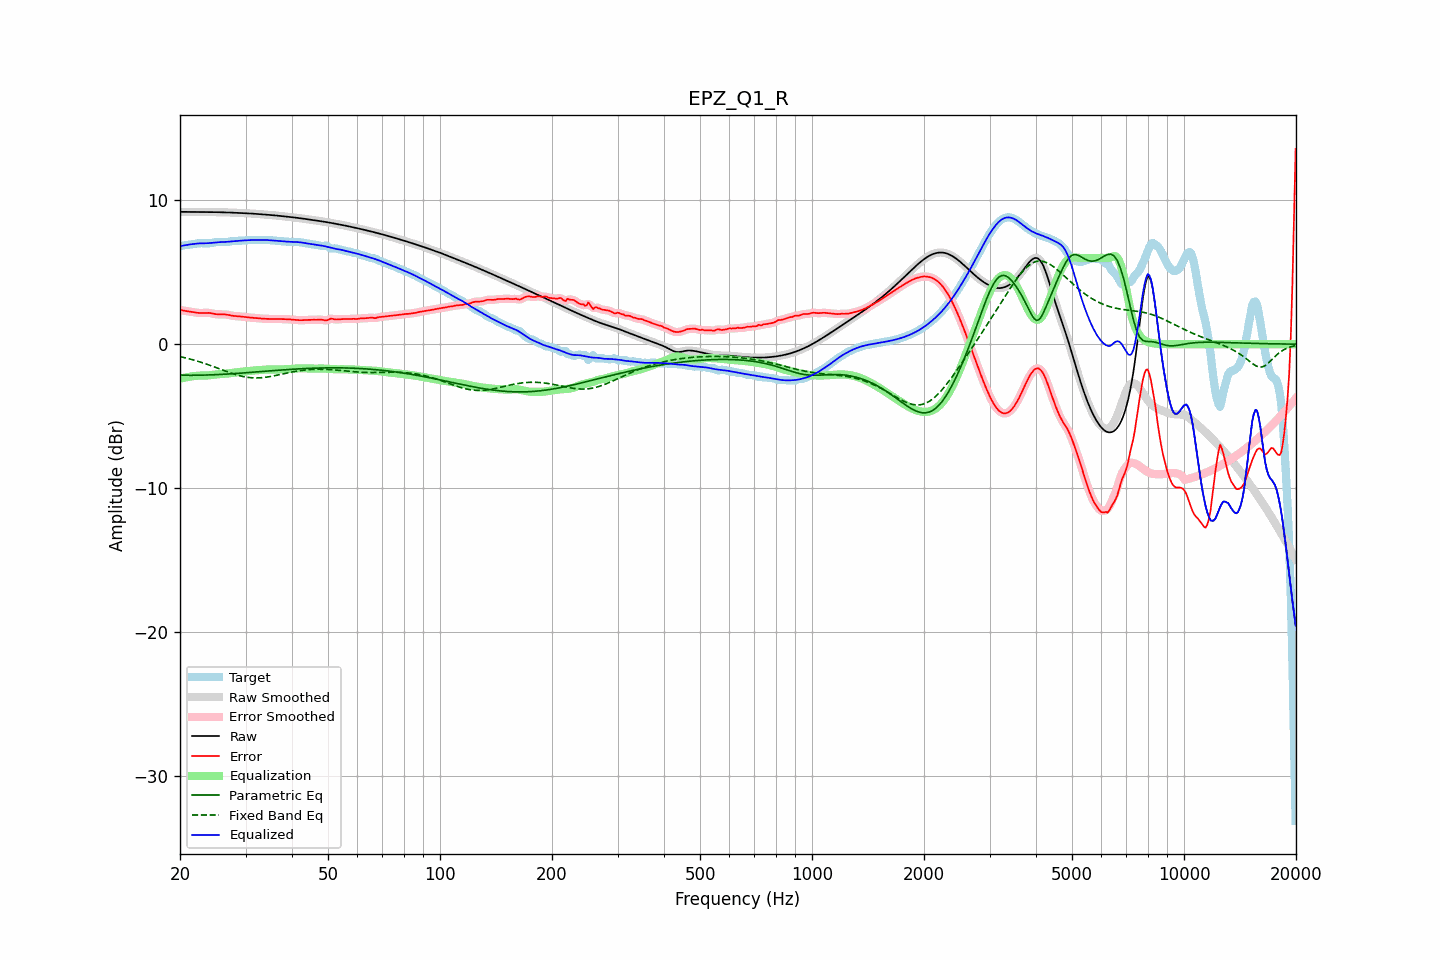 EPZ_Q1_R
Amplitude (dBr)
10
0
−10
−20
−30
Target
Raw Smoothed
Error Smoothed
Raw
Error
Equalization
Parametric Eq
Fixed Band Eq
Equalized
20
50
100
200
500
1000
2000
5000
10000
20000
Frequency (Hz)